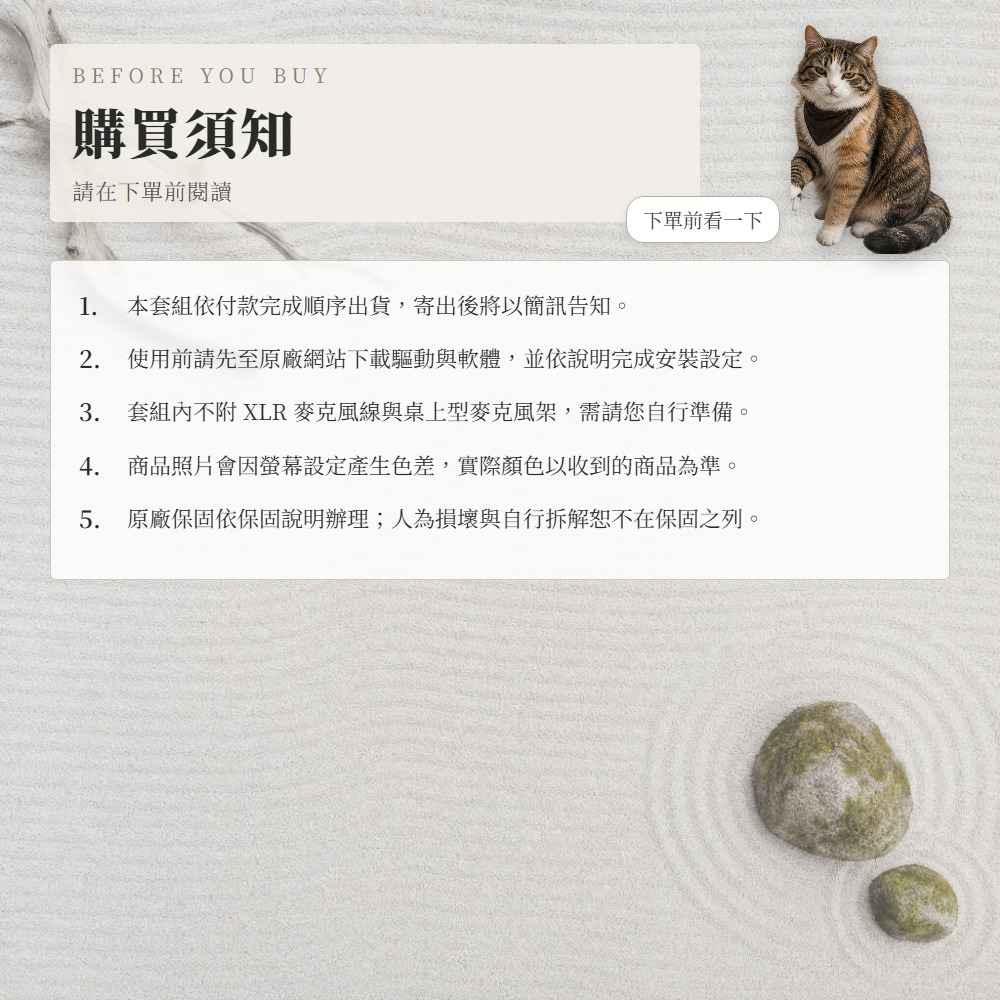 BEFORE YOU BUY
購買須知
請在下單前閱讀
下單前看一下
1. 本套組依付款完成順序出貨，寄出後將以簡訊告知。
2. 使用前請先至原廠網站下載驅動與軟體，並依說明完成安裝設定。
3. 套組內不附 XLR 麥克風線與桌上型麥克風架，需請您自行準備。
4. 商品照片會因螢幕設定產生色差，實際顏色以收到的商品為準。
5. 原廠保固依保固說明辦理；人為損壞與自行拆解恕不在保固之列。